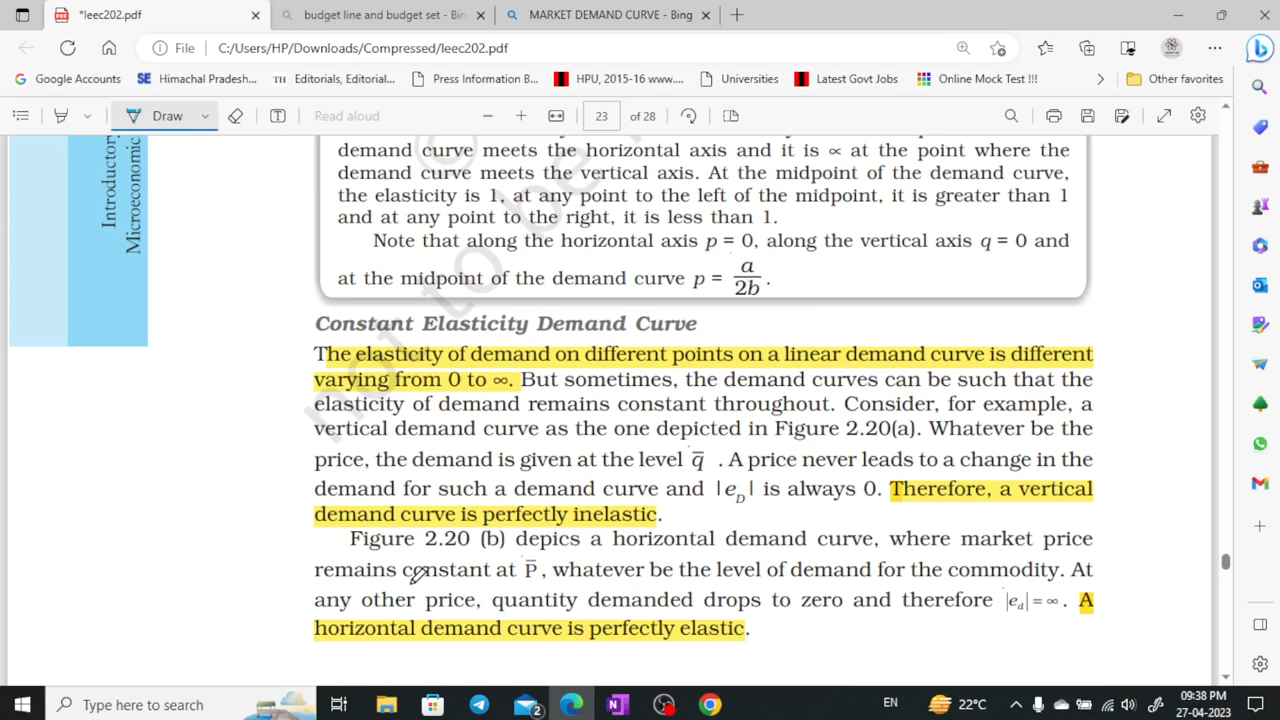 *leec202.pdf
budget line and budget set - Bin
MARKET DEMAND CURVE - Bing
File C:/Users/HP/Downloads/Compressed/leec202.pdf
Google Accounts
SE Himachal Pradesh...
TH Editorials, Editorial...
Press Information B...
HPU, 2015-16 www....
Universities
Latest Govt Jobs
Online Mock Test !!!
Other favorites
Draw
Read aloud
23 of 28
Introductory
Microeconomic
demand curve meets the horizontal axis and it is ∝ at the point where the
demand curve meets the vertical axis. At the midpoint of the demand curve,
the elasticity is 1, at any point to the left of the midpoint, it is greater than 1
and at any point to the right, it is less than 1.
Note that along the horizontal axis p = 0, along the vertical axis q = 0 and
at the midpoint of the demand curve p = a/2b.
Constant Elasticity Demand Curve
The elasticity of demand on different points on a linear demand curve is different
varying from 0 to ∞. But sometimes, the demand curves can be such that the
elasticity of demand remains constant throughout. Consider, for example, a
vertical demand curve as the one depicted in Figure 2.20(a). Whatever be the
price, the demand is given at the level q̄ . A price never leads to a change in the
demand for such a demand curve and |eD| is always 0. Therefore, a vertical
demand curve is perfectly inelastic.
Figure 2.20 (b) depics a horizontal demand curve, where market price
remains constant at P̄, whatever be the level of demand for the commodity. At
any other price, quantity demanded drops to zero and therefore |ed| = ∞. A
horizontal demand curve is perfectly elastic.
not to be
©
Type here to search
2
EN
22°C
09:38 PM
27-04-2023